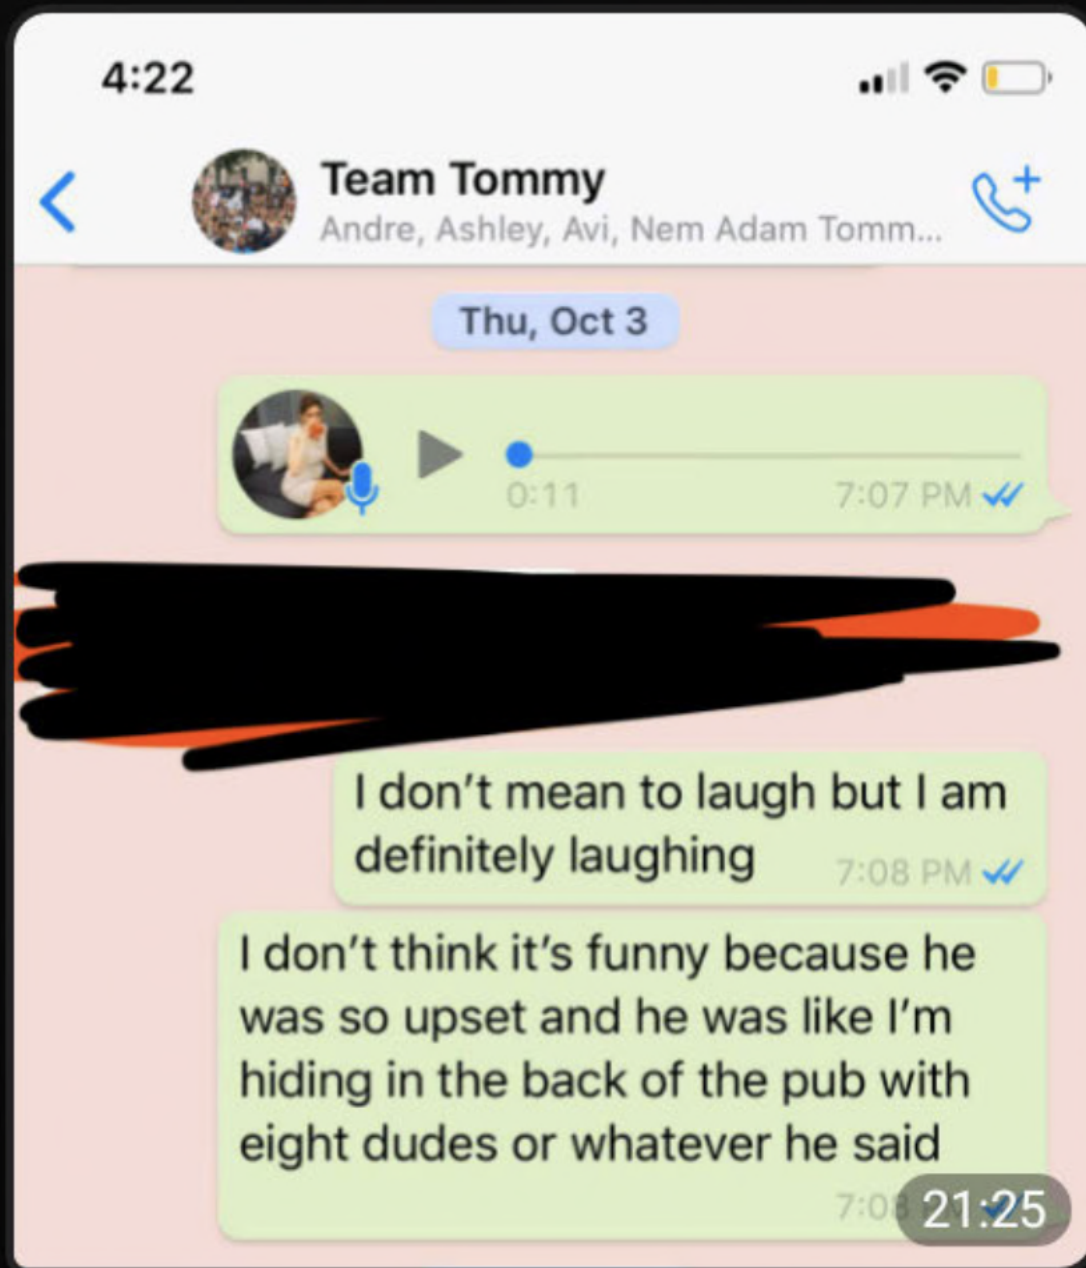 4:22
Team Tommy
Andre, Ashley, Avi, Nem Adam Tomm...
Thu, Oct 3
0:11 7:07 PM
I don't mean to laugh but I am
definitely laughing 7:08 PM
I don't think it's funny because he
was so upset and he was like I'm
hiding in the back of the pub with
eight dudes or whatever he said
21:25